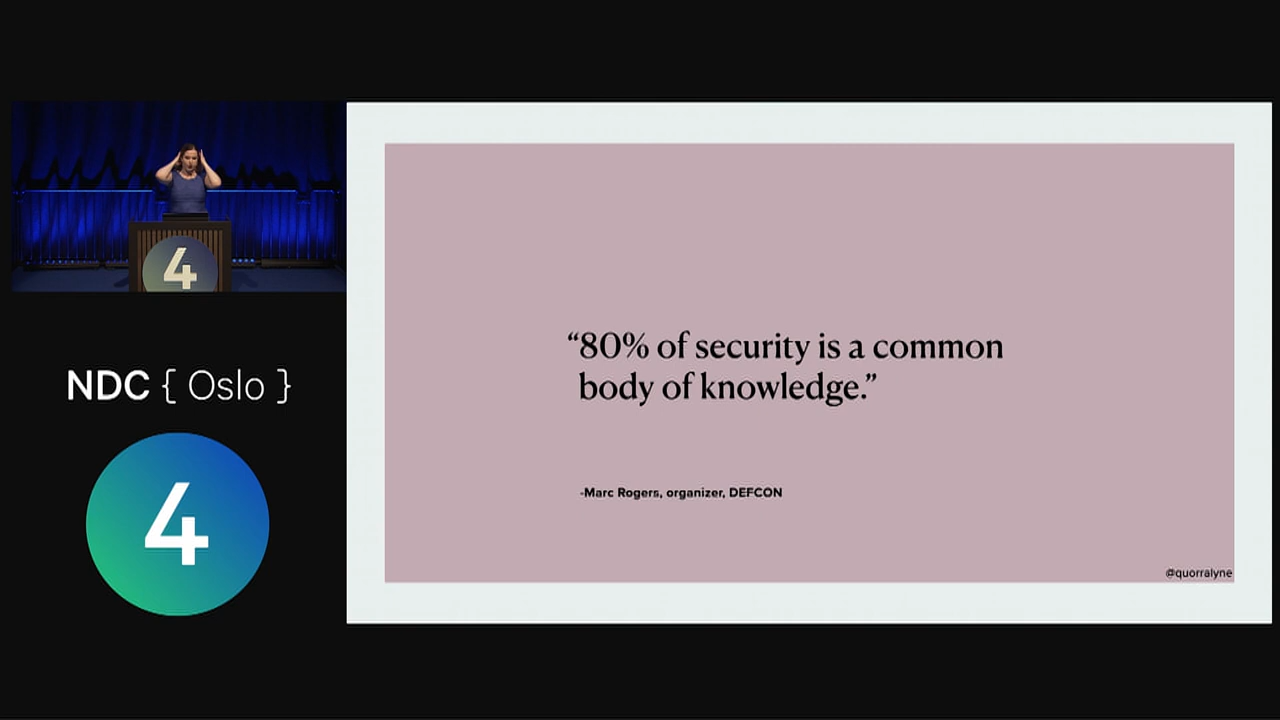 4
NDC { Oslo }
4
“80% of security is a common
body of knowledge.”
-Marc Rogers, organizer, DEFCON
@quorralyne